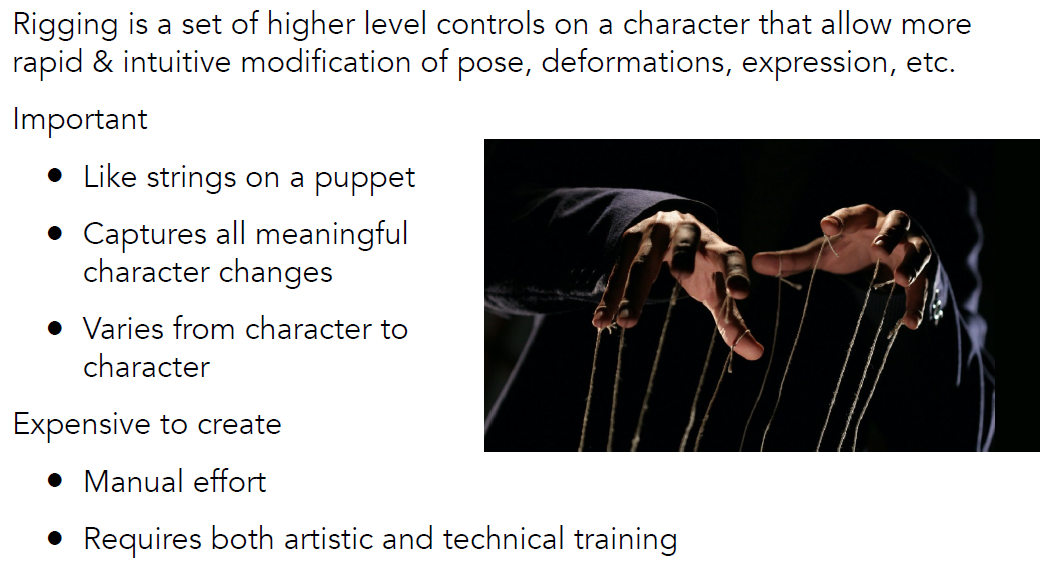 Rigging is a set of higher level controls on a character that allow more
rapid & intuitive modification of pose, deformations, expression, etc.
Important
● Like strings on a puppet
● Captures all meaningful
character changes
● Varies from character to
character
Expensive to create
● Manual effort
● Requires both artistic and technical training